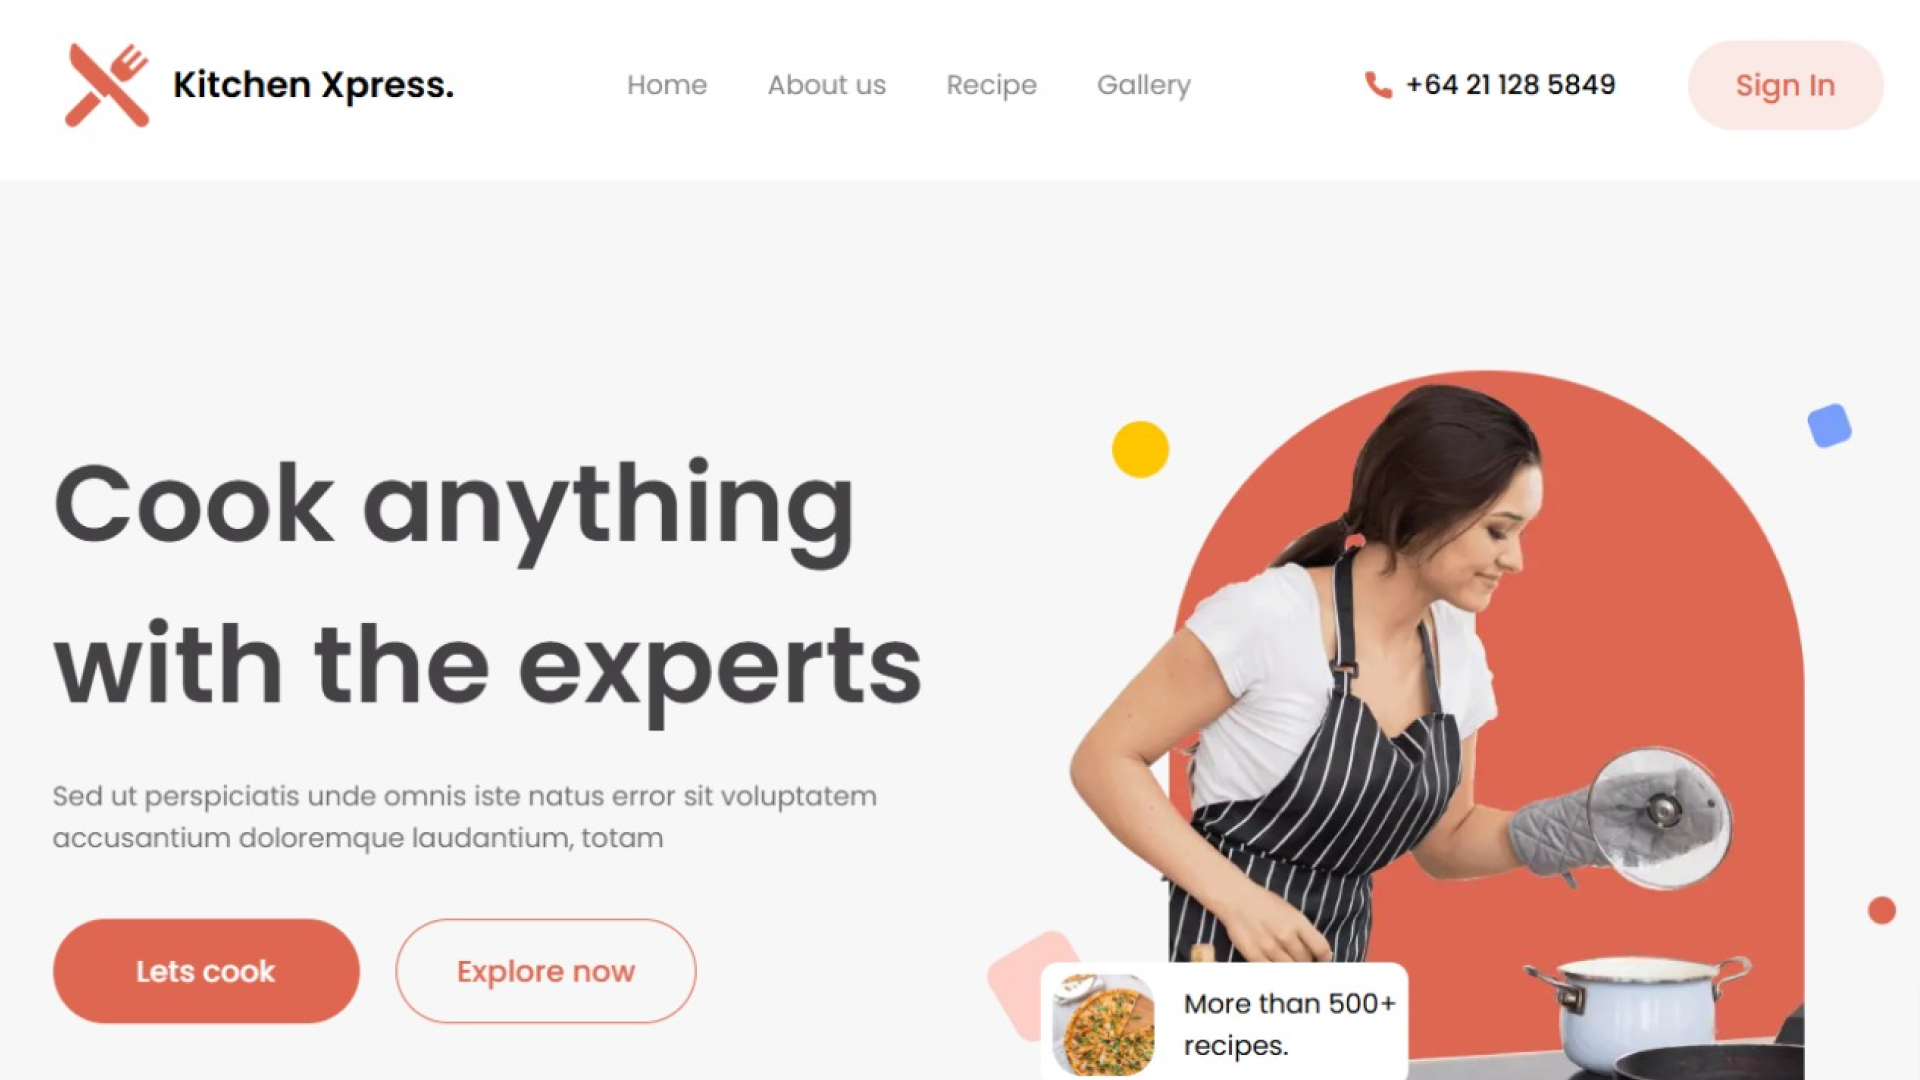 Kitchen Xpress.
Home
About us
Recipe
Gallery
+64 21 128 5849
Sign In
Cook anything
with the experts
Sed ut perspiciatis unde omnis iste natus error sit voluptatem
accusantium doloremque laudantium, totam
Lets cook
Explore now
More than 500+
recipes.